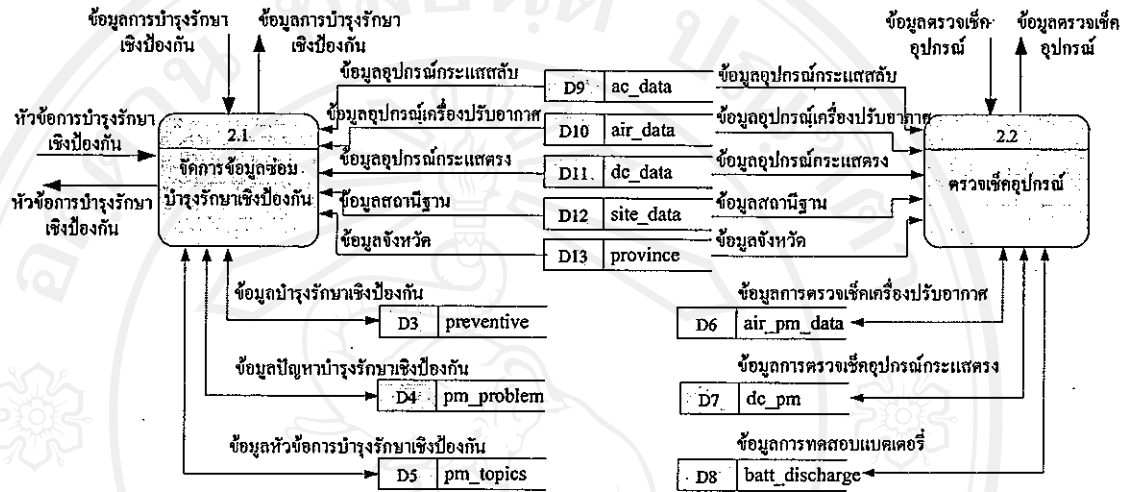 ข้อมูลการบำรุงรักษา
เชิงป้องกัน
ข้อมูลการบำรุงรักษา
เชิงป้องกัน
ข้อมูลตรวจเช็ค
อุปกรณ์
ข้อมูลตรวจเช็ค
อุปกรณ์
หัวข้อการบำรุงรักษา
เชิงป้องกัน
หัวข้อการบำรุงรักษา
เชิงป้องกัน
2.1
จัดการข้อมูลซ่อม
บำรุงรักษาเชิงป้องกัน
ข้อมูลอุปกรณ์กระแสสลับ
D9 ac_data
ข้อมูลอุปกรณ์กระแสสลับ
ข้อมูลอุปกรณ์เครื่องปรับอากาศ
D10 air_data
ข้อมูลอุปกรณ์เครื่องปรับอากาศ
ข้อมูลอุปกรณ์กระแสตรง
D11 dc_data
ข้อมูลอุปกรณ์กระแสตรง
ข้อมูลสถานีฐาน
D12 site_data
ข้อมูลสถานีฐาน
ข้อมูลจังหวัด
D13 province
ข้อมูลจังหวัด
2.2
ตรวจเช็คอุปกรณ์
ข้อมูลบำรุงรักษาเชิงป้องกัน
D3 preventive
ข้อมูลปัญหาบำรุงรักษาเชิงป้องกัน
D4 pm_problem
ข้อมูลหัวข้อการบำรุงรักษาเชิงป้องกัน
D5 pm_topics
ข้อมูลการตรวจเช็คเครื่องปรับอากาศ
D6 air_pm_data
ข้อมูลการตรวจเช็คอุปกรณ์กระแสตรง
D7 dc_pm
ข้อมูลการทดสอบแบตเตอรี่
D8 batt_discharge